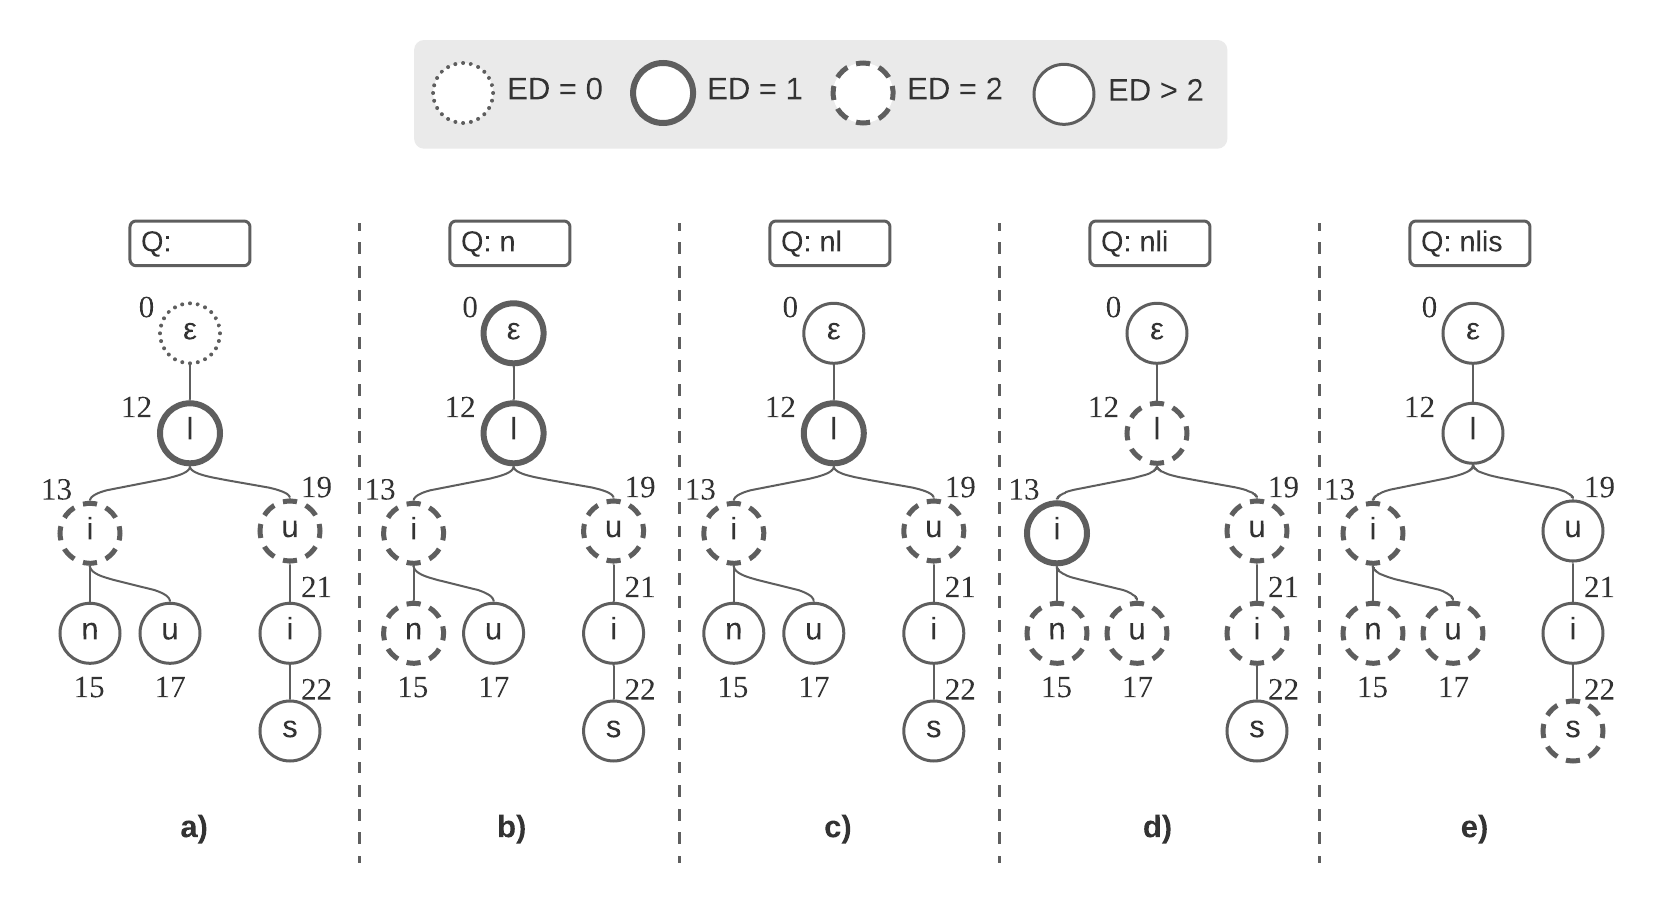 ED = 0 ED = 1 ED = 2 ED > 2
Q: Q: n Q: nl Q: nli Q: nlis
0 0 0 0 0
ε ε ε ε ε
12 12 12 12 12
l l l l l
13 19 13 19 13 19 13 19 13 19
i u i u i u i u i u
21 21 21 21 21
n u i n u i n u i n u i n u i
15 17 22 15 17 22 15 17 22 15 17 22 15 17 22
s s s s s
a) b) c) d) e)